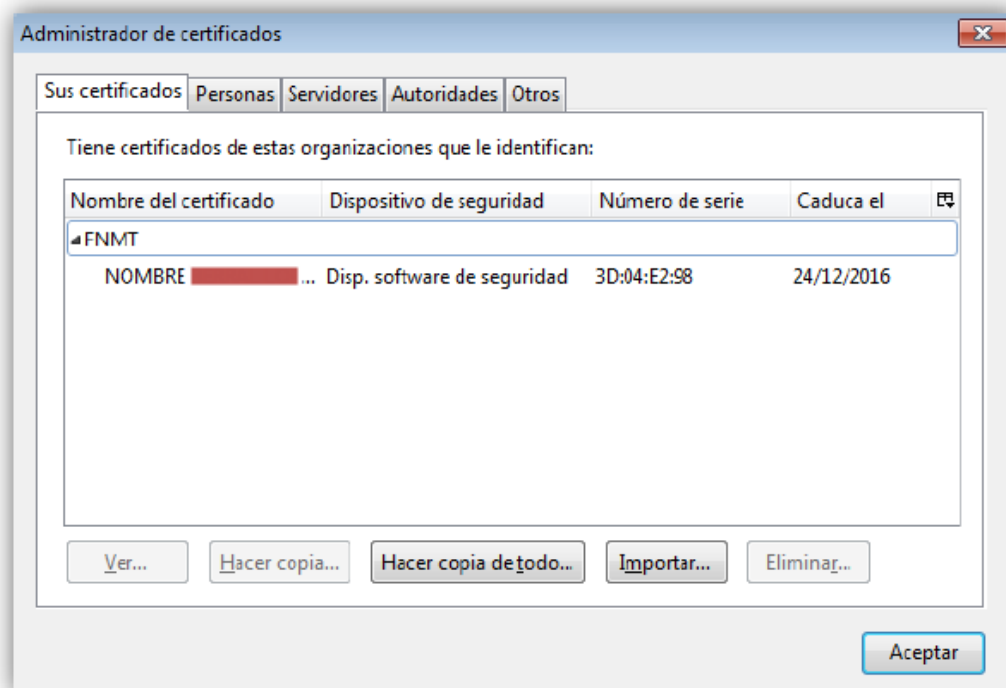 Administrador de certificados
Sus certificados Personas Servidores Autoridades Otros
Tiene certificados de estas organizaciones que le identifican:
Nombre del certificado Dispositivo de seguridad Número de serie Caduca el
FNMT
NOMBRE ... Disp. software de seguridad 3D:04:E2:98 24/12/2016
Ver... Hacer copia... Hacer copia de todo... Importar... Eliminar...
Aceptar